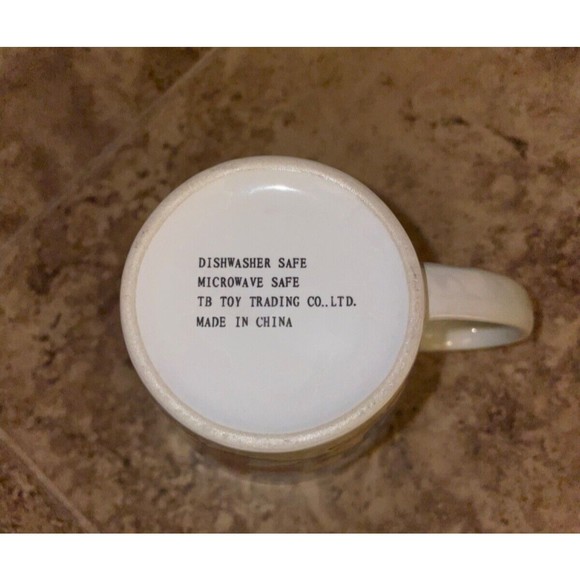 DISHWASHER SAFE
MICROWAVE SAFE
TB TOY TRADING CO..LTD.
MADE IN CHINA